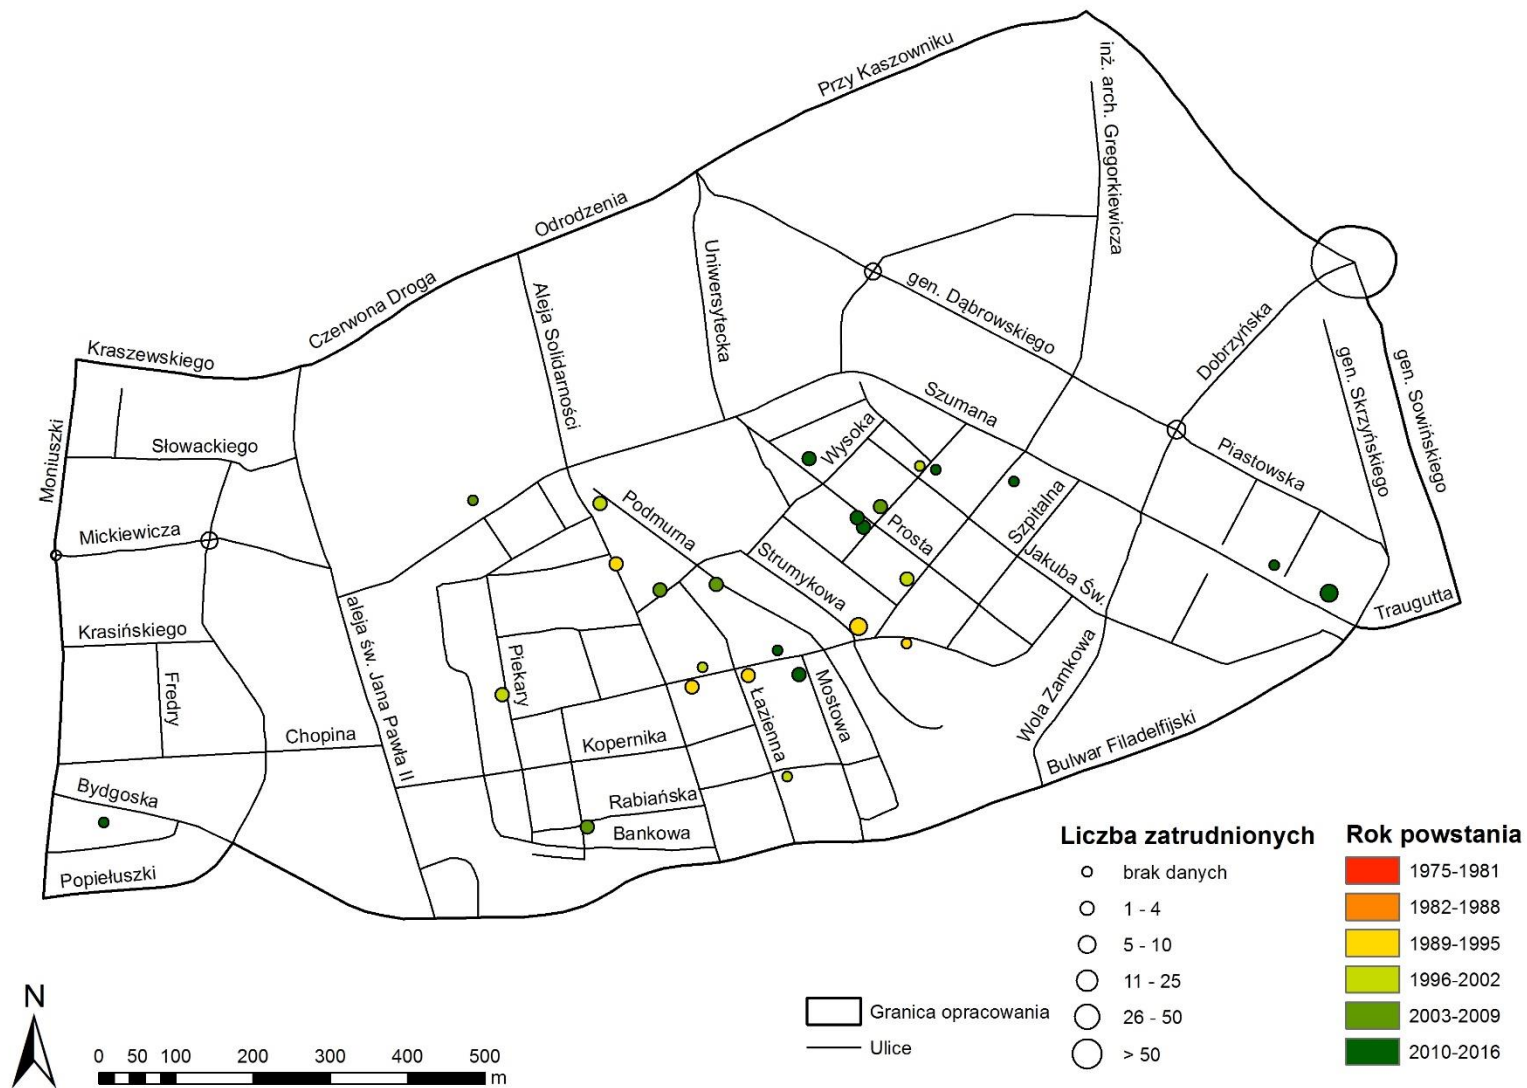 Przy Kaszowniku
inż. arch. Gregorkiewicza
Odrodzenia
Uniwersytecka
Czerwona Droga
Aleja Solidarności
gen. Dąbrowskiego
Dobrzyńska
Kraszewskiego
gen. Skrzyńskiego
gen. Sowińskiego
Szumana
Słowackiego
Moniuszki
Wysoka
Piastowska
Mickiewicza
Podmurna
Prosta
Szpitalna
Strumykowa
Jakuba Św.
Traugutta
Krasińskiego
aleja św. Jana Pawła II
Piekary
Fredry
Łazienna
Mostowa
Wola Zamkowa
Chopina
Kopernika
Bulwar Filadelfijski
Bydgoska
Rabiańska
Bankowa
Popiełuszki
Liczba zatrudnionych
brak danych
1 - 4
5 - 10
11 - 25
26 - 50
> 50
Rok powstania
1975-1981
1982-1988
1989-1995
1996-2002
2003-2009
2010-2016
Granica opracowania
Ulice
N
0 50 100 200 300 400 500
m